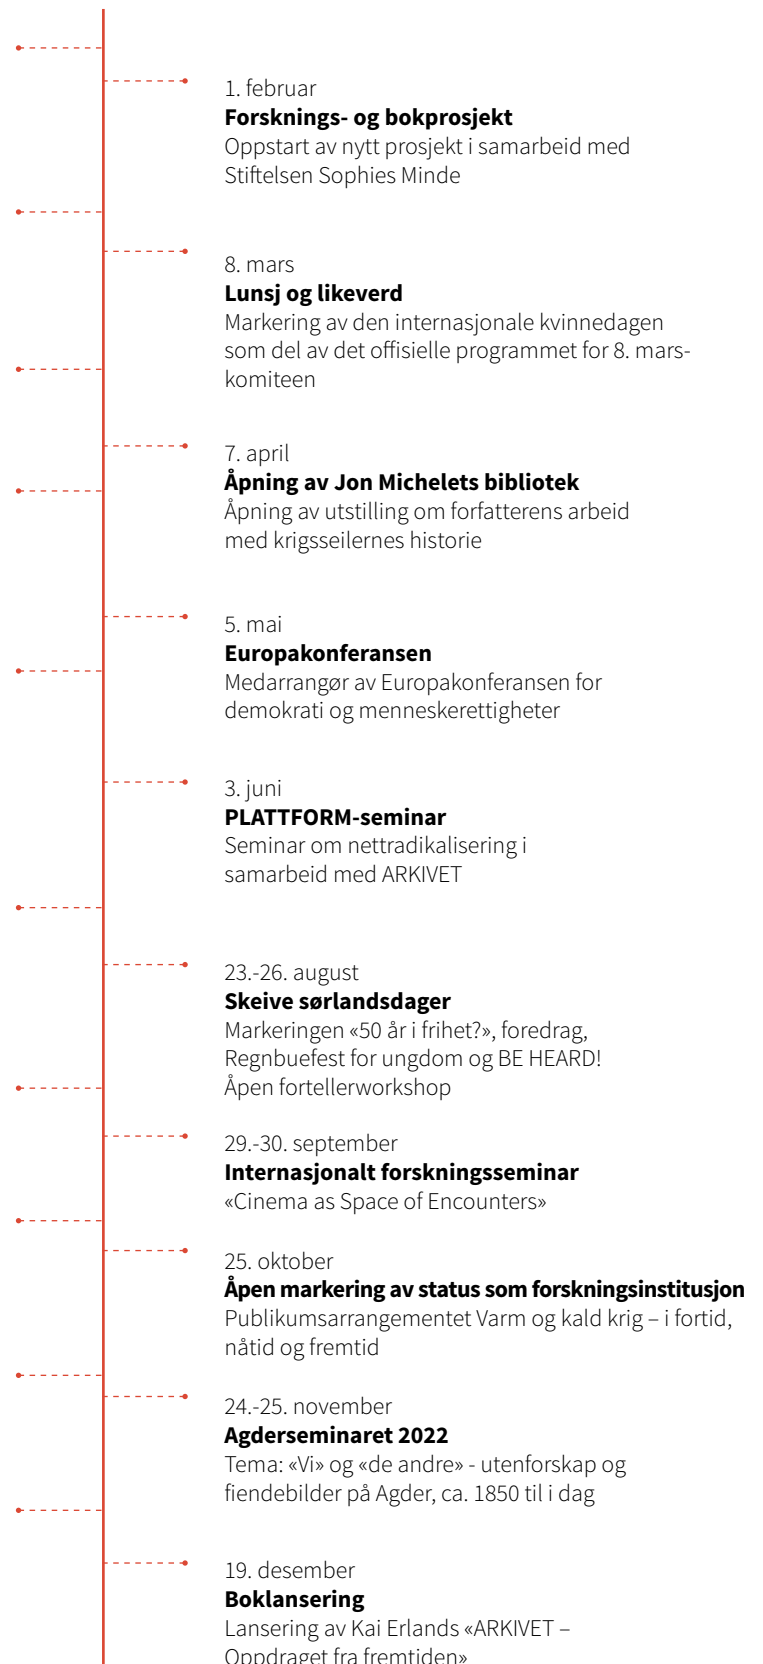 1. februar
Forsknings- og bokprosjekt
Oppstart av nytt prosjekt i samarbeid med
Stiftelsen Sophies Minde
8. mars
Lunsj og likeverd
Markering av den internasjonale kvinnedagen
som del av det offisielle programmet for 8. mars-
komiteen
7. april
Åpning av Jon Michelets bibliotek
Åpning av utstilling om forfatterens arbeid
med krigsseilernes historie
5. mai
Europakonferansen
Medarrangør av Europakonferansen for
demokrati og menneskerettigheter
3. juni
PLATTFORM-seminar
Seminar om nettradikalisering i
samarbeid med ARKIVET
23.-26. august
Skeive sørlandsdager
Markeringen «50 år i frihet?», foredrag,
Regnbuefest for ungdom og BE HEARD!
Åpen fortellerworkshop
29.-30. september
Internasjonalt forskningsseminar
«Cinema as Space of Encounters»
25. oktober
Åpen markering av status som forskningsinstitusjon
Publikumsarrangementet Varm og kald krig – i fortid,
nåtid og fremtid
24.-25. november
Agderseminaret 2022
Tema: «Vi» og «de andre» - utenforskap og
fiendebilder på Agder, ca. 1850 til i dag
19. desember
Boklansering
Lansering av Kai Erlands «ARKIVET –
Oppdraget fra fremtiden»